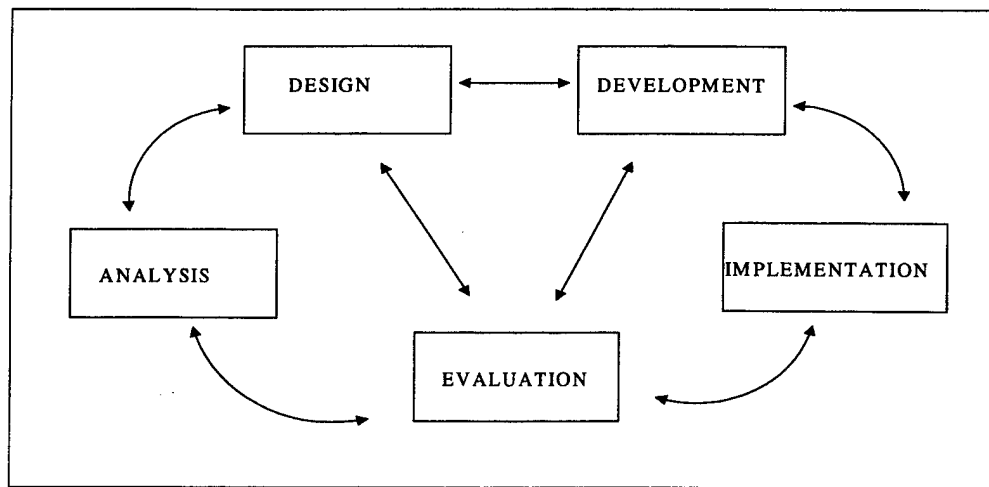 DESIGN
DEVELOPMENT
ANALYSIS
IMPLEMENTATION
EVALUATION